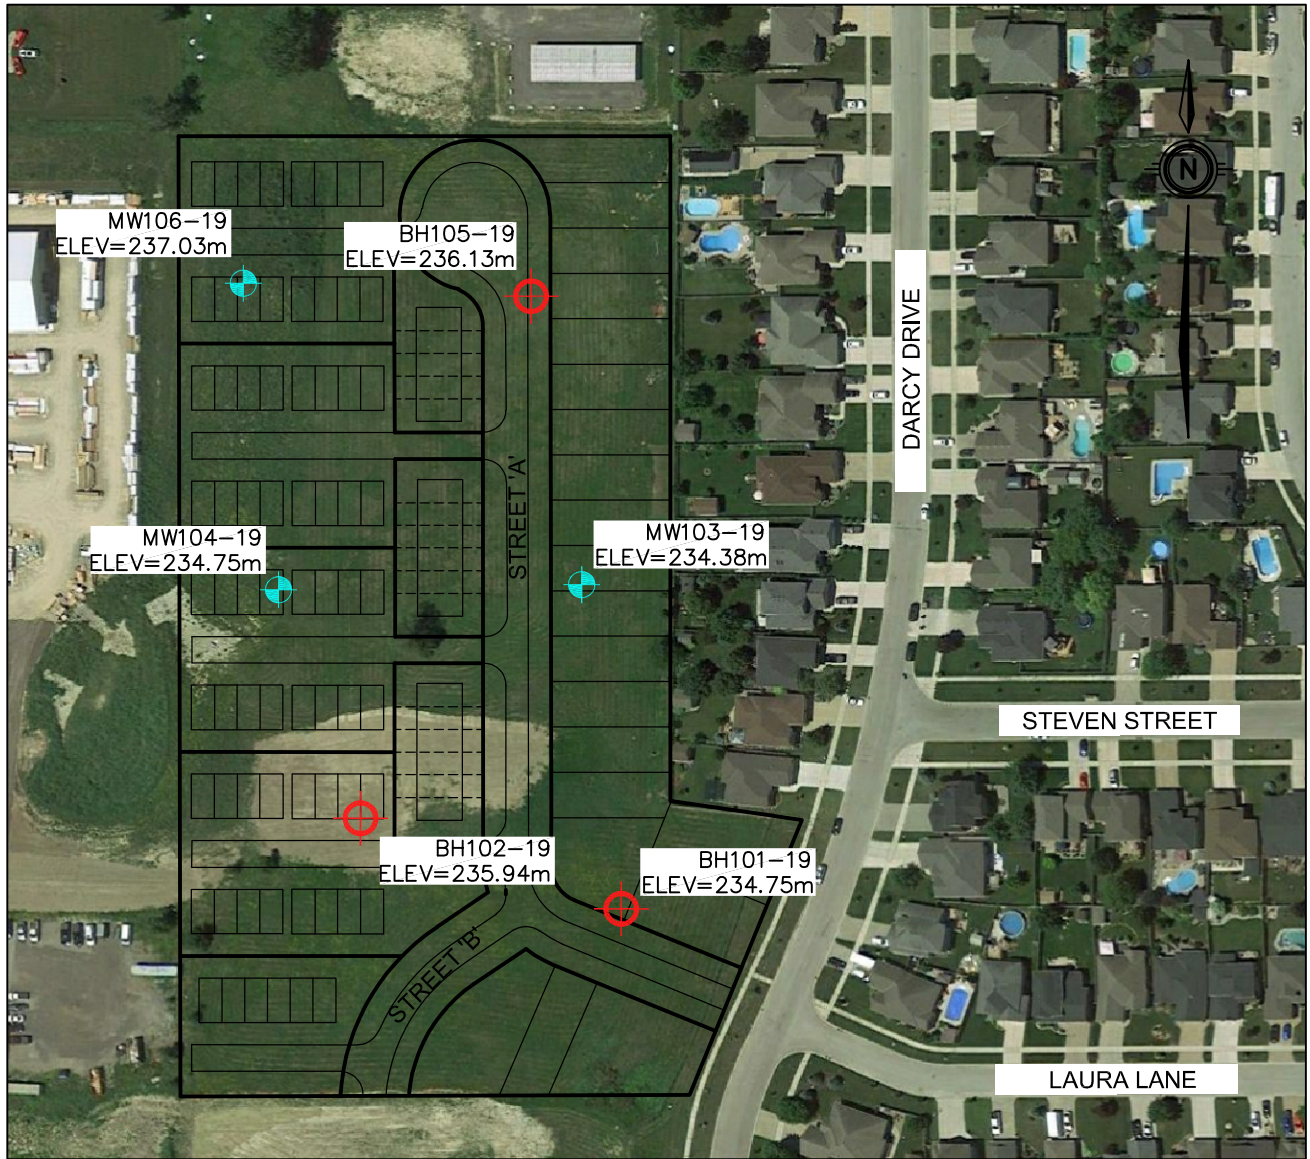 N
MW106-19
ELEV=237.03m
BH105-19
ELEV=236.13m
DARCY DRIVE
STREET 'A'
MW104-19
ELEV=234.75m
MW103-19
ELEV=234.38m
STEVEN STREET
BH102-19
ELEV=235.94m
BH101-19
ELEV=234.75m
STREET 'B'
LAURA LANE